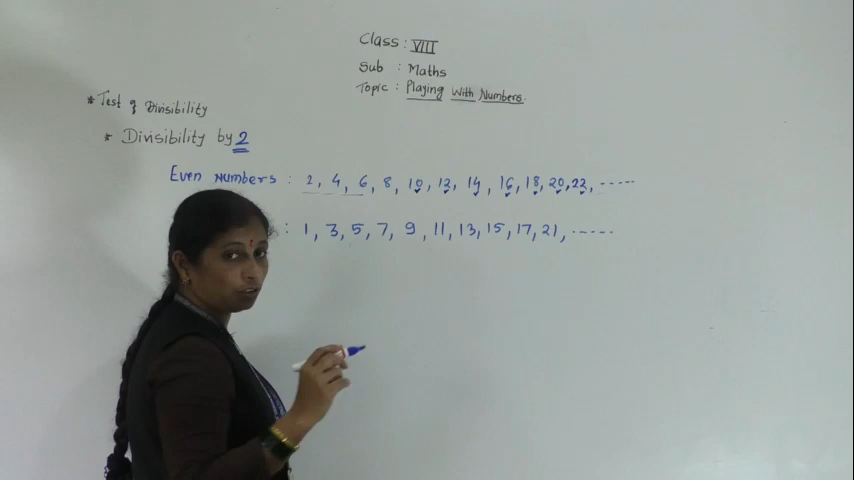 Class : VIII
Sub : Maths
Topic : Playing With Numbers.
* Test of Divisibility
* Divisibility by 2
Even Numbers : 2, 4, 6, 8, 10, 12, 14, 16, 18, 20, 22, ......
: 1, 3, 5, 7, 9, 11, 13, 15, 17, 21, ......